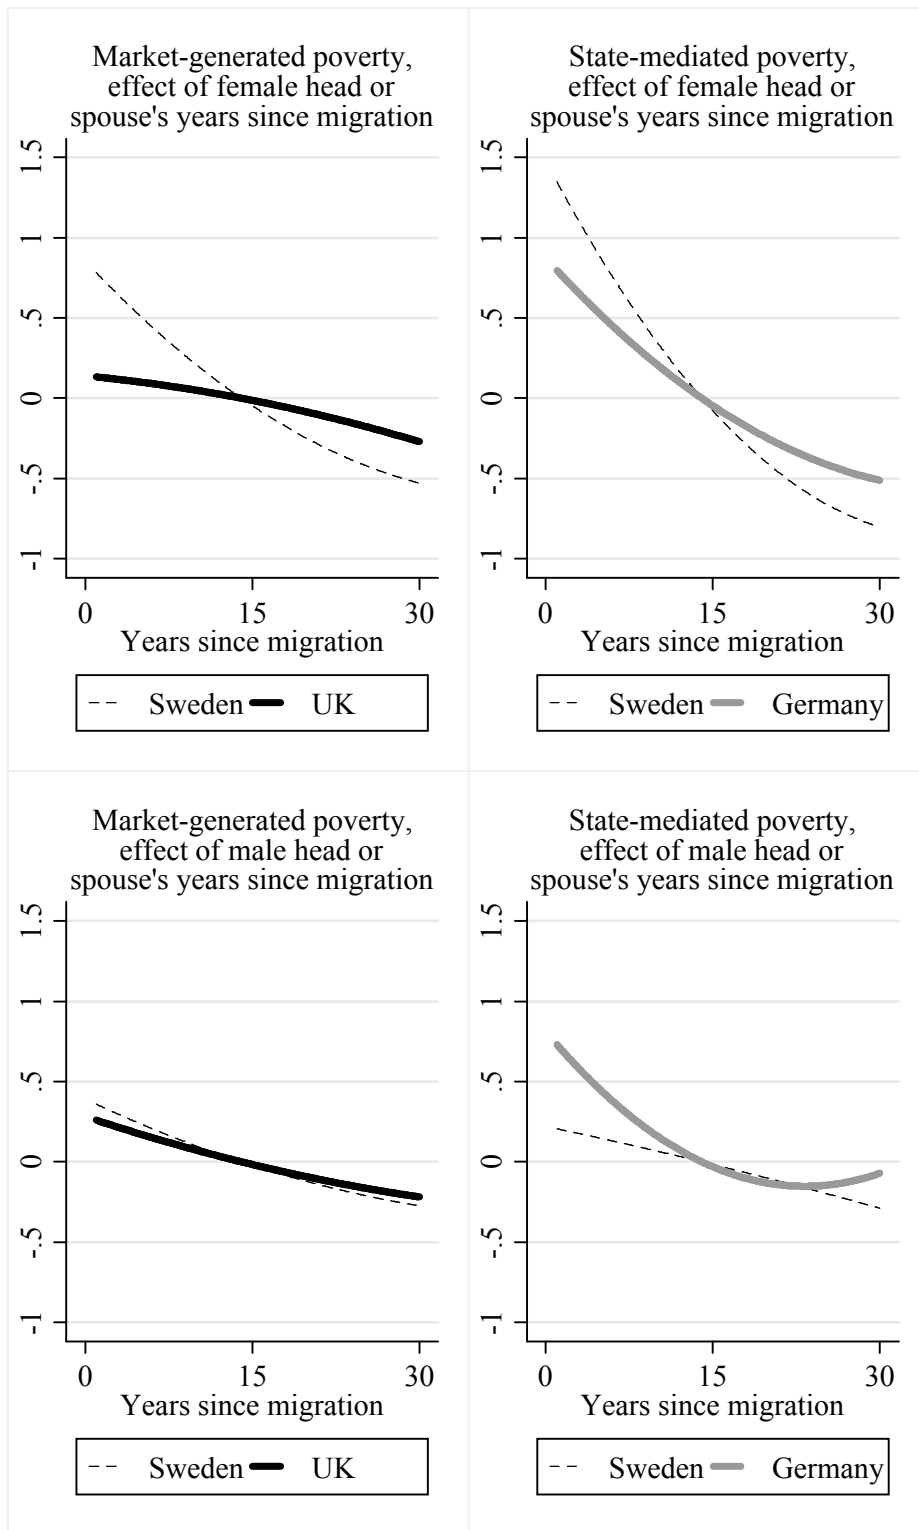 Market-generated poverty,
effect of female head or
spouse's years since migration
1.5
1
.5
0
-.5
-1
0 15 30
Years since migration
Sweden UK
State-mediated poverty,
effect of female head or
spouse's years since migration
1.5
1
.5
0
-.5
-1
0 15 30
Years since migration
Sweden Germany
Market-generated poverty,
effect of male head or
spouse's years since migration
1.5
1
.5
0
-.5
-1
0 15 30
Years since migration
Sweden UK
State-mediated poverty,
effect of male head or
spouse's years since migration
1.5
1
.5
0
-.5
-1
0 15 30
Years since migration
Sweden Germany